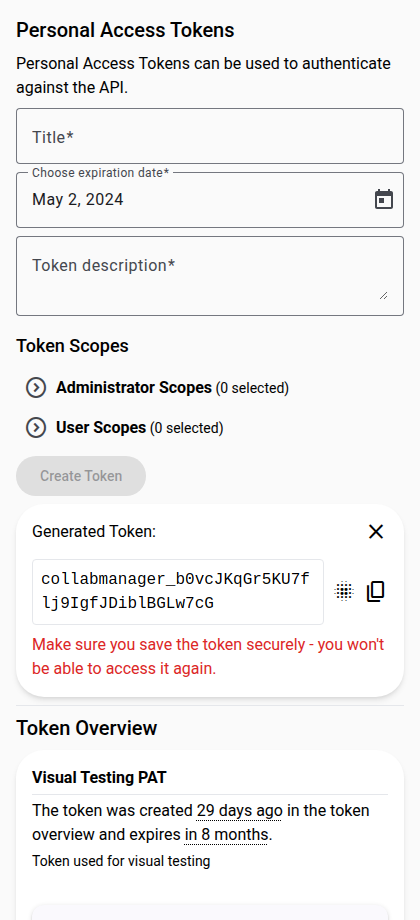 Personal Access Tokens
Personal Access Tokens can be used to authenticate
against the API.
Title*
Choose expiration date*
May 2, 2024
Token description*
Token Scopes
Administrator Scopes (0 selected)
User Scopes (0 selected)
Create Token
Generated Token:
collabmanager_b0vcJKqGr5KU7f
lj9IgfJDiblBGLw7cG
Make sure you save the token securely - you won't
be able to access it again.
Token Overview
Visual Testing PAT
The token was created 29 days ago in the token
overview and expires in 8 months.
Token used for visual testing